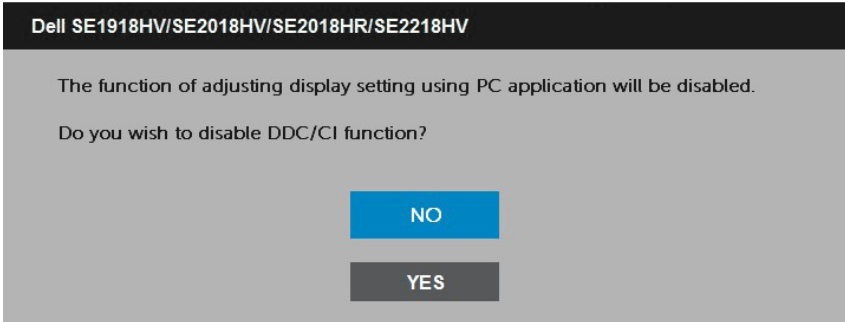 Dell SE1918HV/SE2018HV/SE2018HR/SE2218HV
The function of adjusting display setting using PC application will be disabled.
Do you wish to disable DDC/CI function?
NO
YES